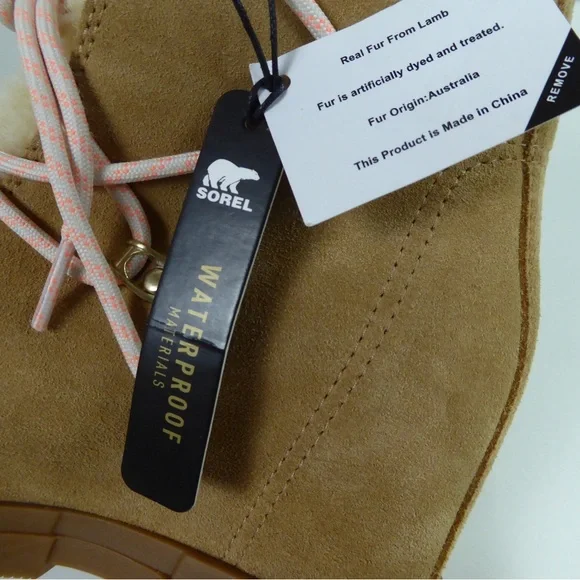 Real Fur From Lamb
Fur is artificially dyed and treated.
Fur Origin:Australia
This Product is Made in China
REMOVE
SOREL
WATERPROOF
MATERIALS